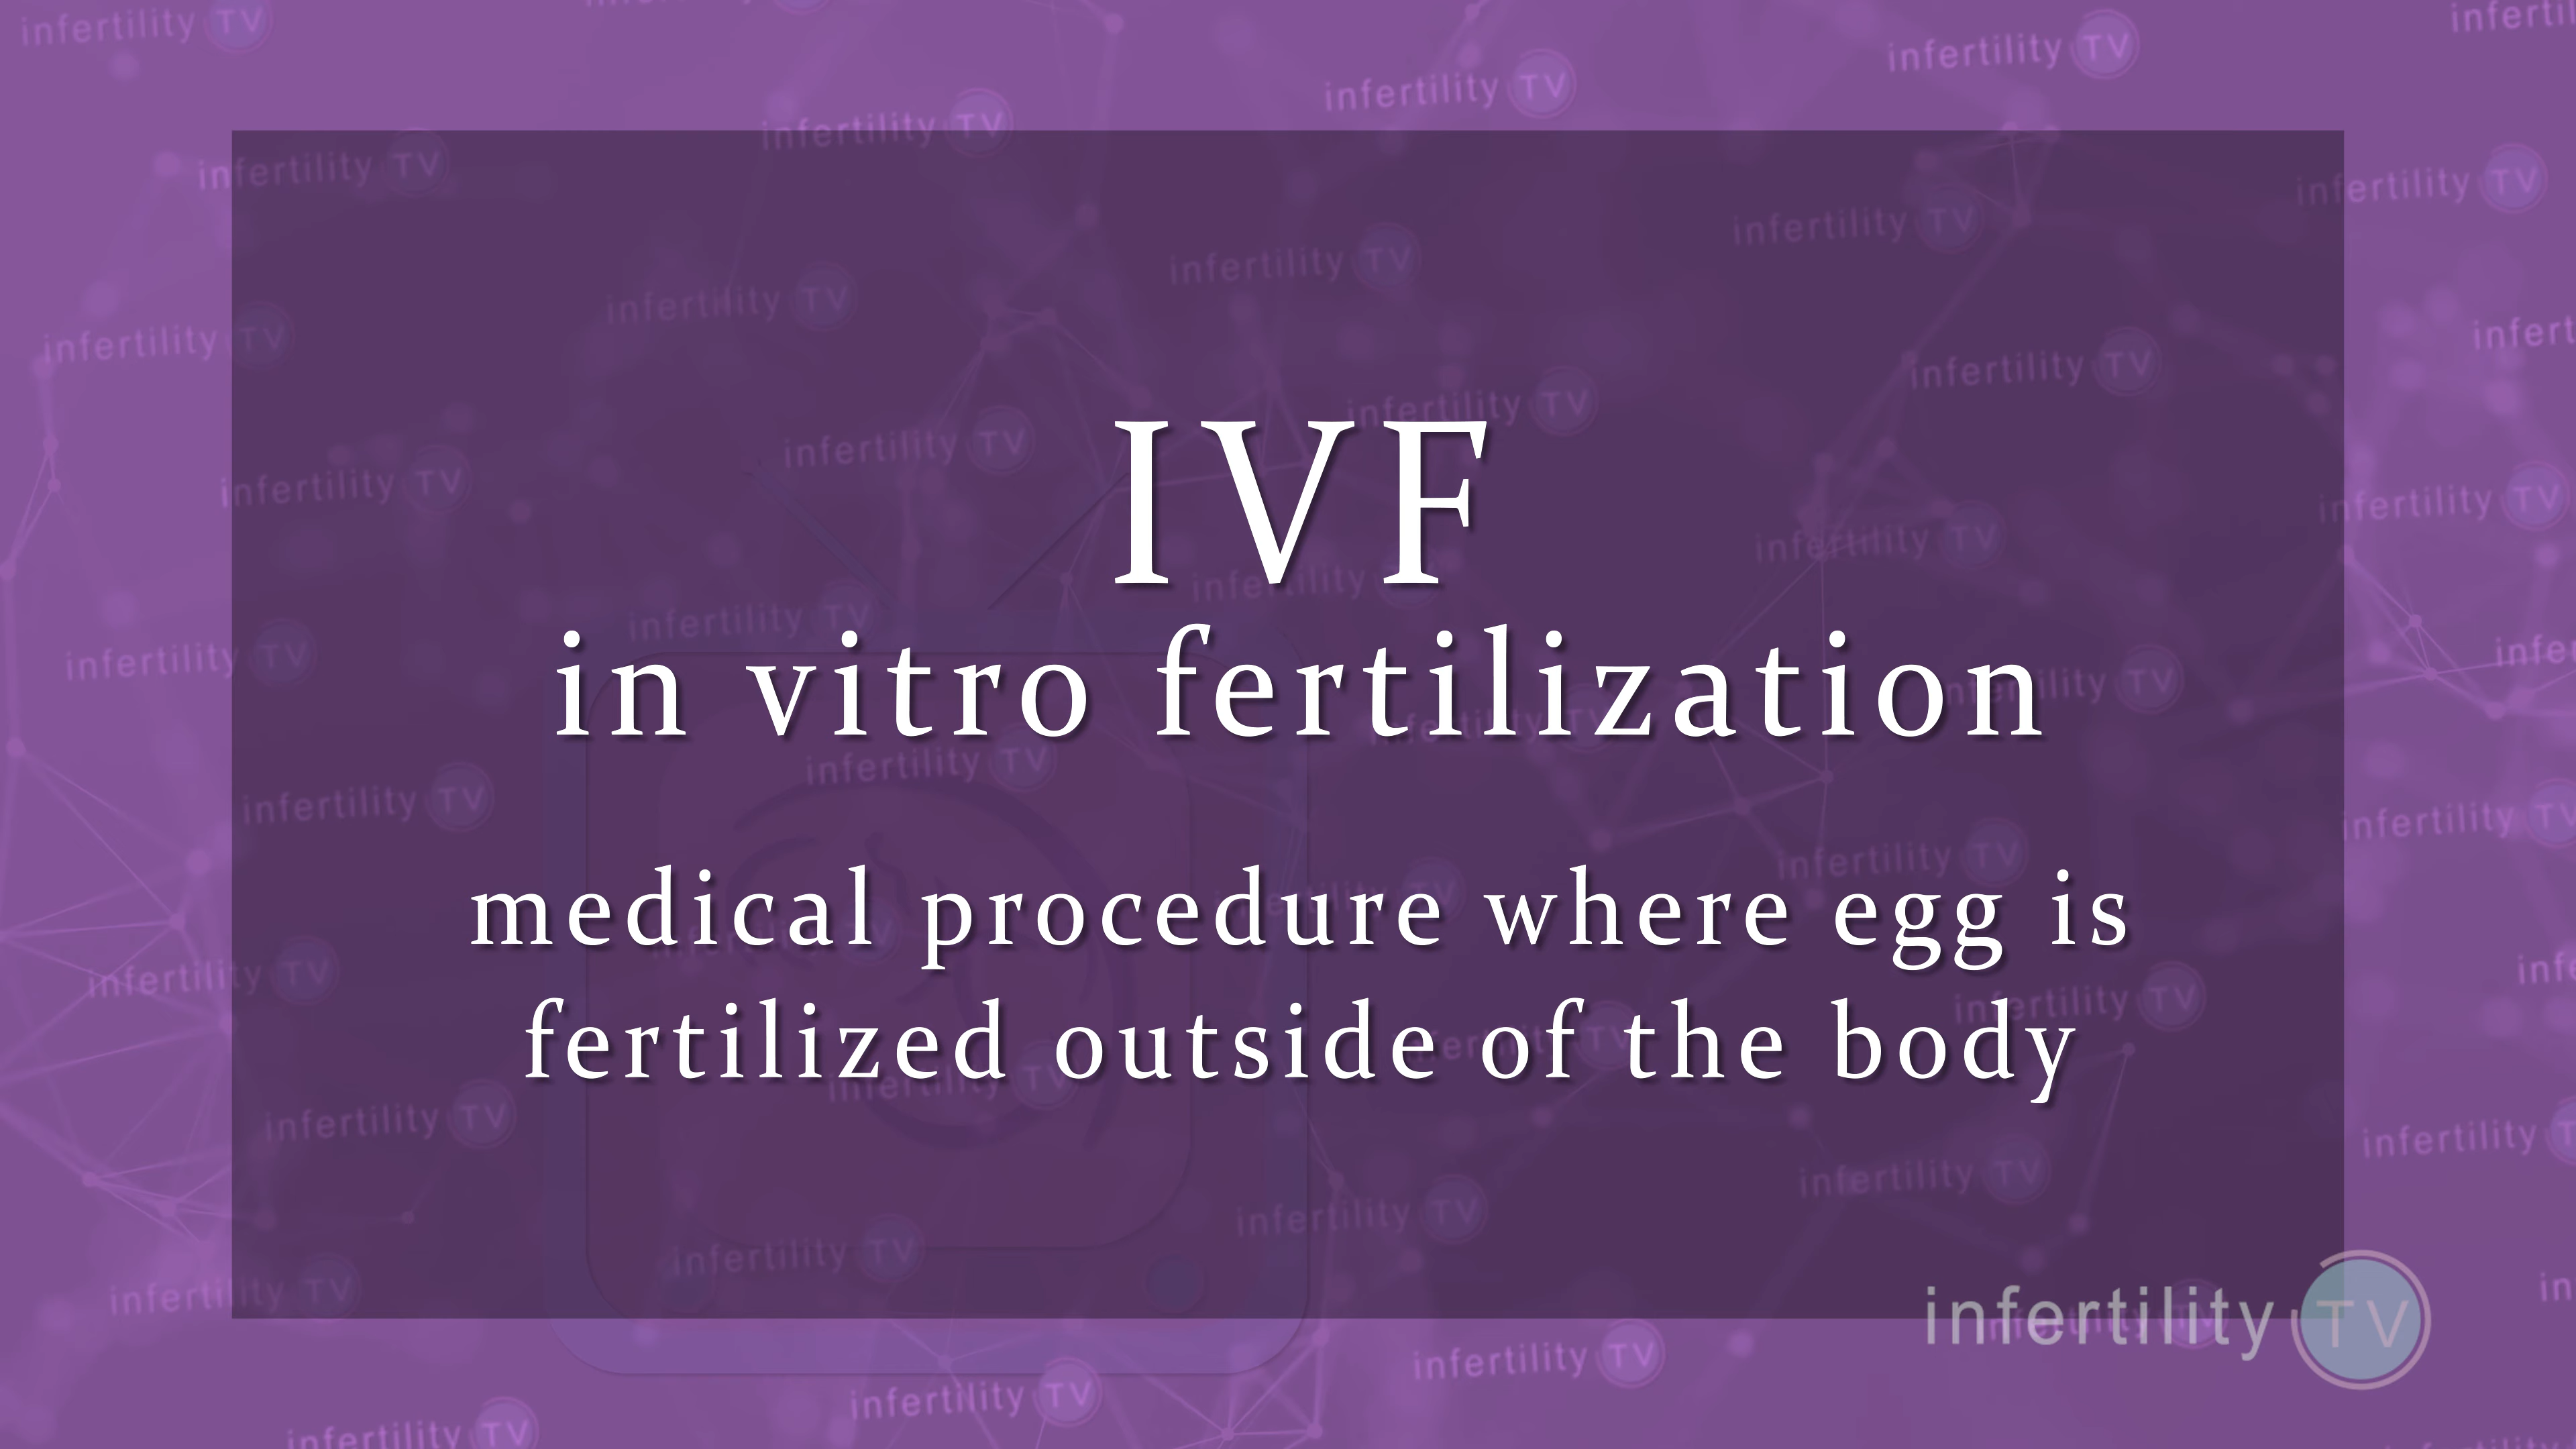 IVF
in vitro fertilization
medical procedure where egg is
fertilized outside of the body
infertility TV